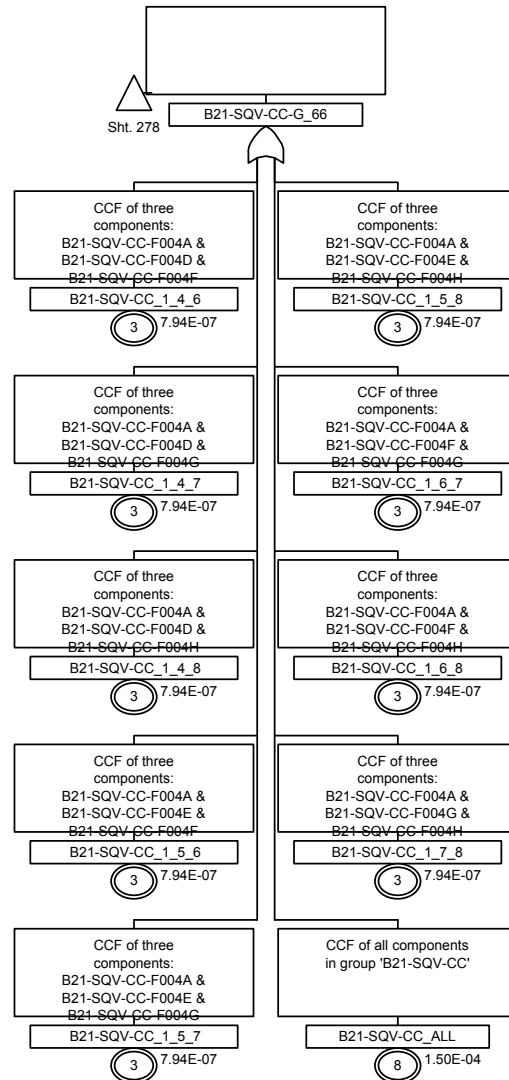 B21-SQV-CC-G_66
Sht. 278
CCF of three
components:
B21-SQV-CC-F004A &
B21-SQV-CC-F004D &
B21-SQV-CC-F004F
B21-SQV-CC_1_4_6
3
7.94E-07
CCF of three
components:
B21-SQV-CC-F004A &
B21-SQV-CC-F004E &
B21-SQV-CC-F004H
B21-SQV-CC_1_5_8
3
7.94E-07
CCF of three
components:
B21-SQV-CC-F004A &
B21-SQV-CC-F004D &
B21-SQV-CC-F004G
B21-SQV-CC_1_4_7
3
7.94E-07
CCF of three
components:
B21-SQV-CC-F004A &
B21-SQV-CC-F004F &
B21-SQV-CC-F004G
B21-SQV-CC_1_6_7
3
7.94E-07
CCF of three
components:
B21-SQV-CC-F004A &
B21-SQV-CC-F004D &
B21-SQV-CC-F004H
B21-SQV-CC_1_4_8
3
7.94E-07
CCF of three
components:
B21-SQV-CC-F004A &
B21-SQV-CC-F004F &
B21-SQV-CC-F004H
B21-SQV-CC_1_6_8
3
7.94E-07
CCF of three
components:
B21-SQV-CC-F004A &
B21-SQV-CC-F004E &
B21-SQV-CC-F004F
B21-SQV-CC_1_5_6
3
7.94E-07
CCF of three
components:
B21-SQV-CC-F004A &
B21-SQV-CC-F004G &
B21-SQV-CC-F004H
B21-SQV-CC_1_7_8
3
7.94E-07
CCF of three
components:
B21-SQV-CC-F004A &
B21-SQV-CC-F004E &
B21-SQV-CC-F004G
B21-SQV-CC_1_5_7
3
7.94E-07
CCF of all components
in group 'B21-SQV-CC'
B21-SQV-CC_ALL
8
1.50E-04